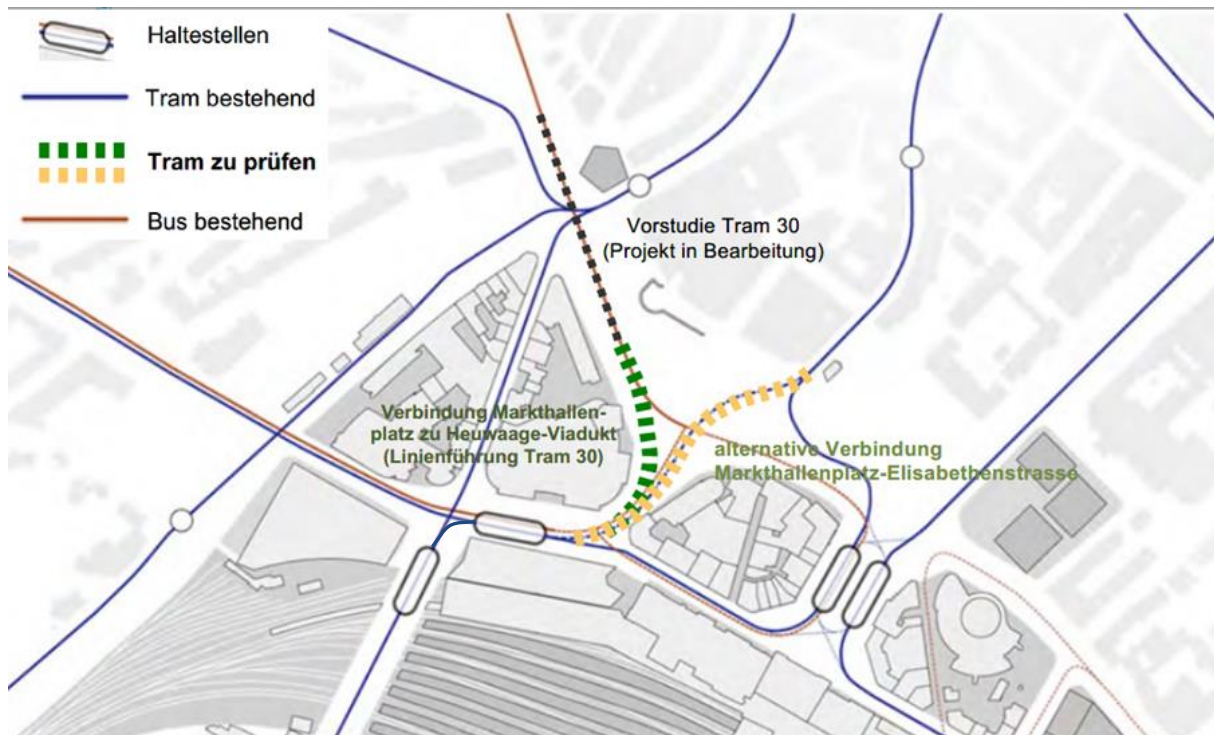 Haltestellen
Tram bestehend
Tram zu prüfen
Bus bestehend
Vorstudie Tram 30
(Projekt in Bearbeitung)
Verbindung Markthallen-
platz zu Heuwaage-Viadukt
(Linienführung Tram 30)
alternative Verbindung
Markthallenplatz-Elisabethenstrasse